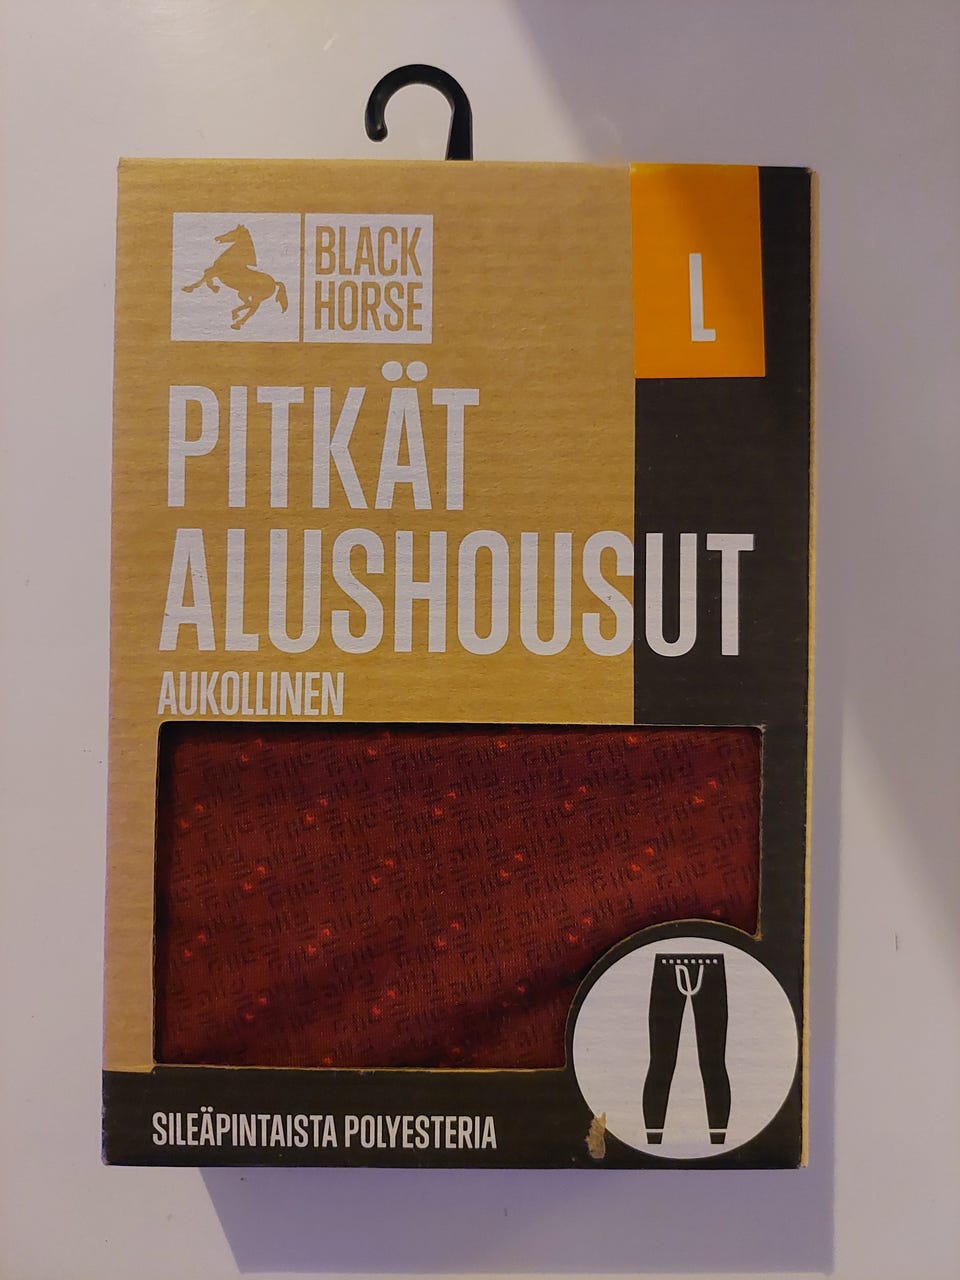 BLACK
HORSE
L
PITKÄT
ALUSHOUSUT
AUKOLLINEN
SILEÄPINTAISTA POLYESTERIA